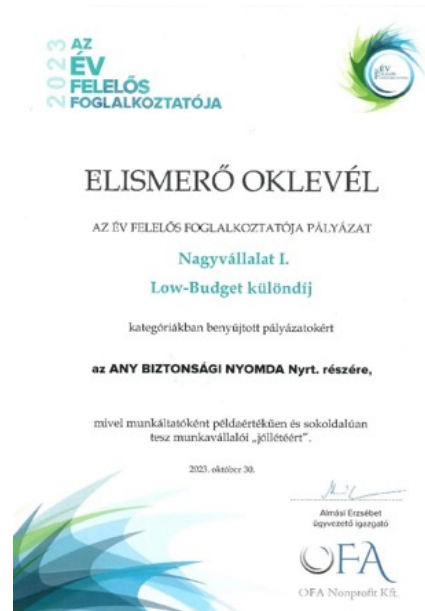 2023 AZ
ÉV
FELELŐS
FOGLALKOZTATÓJA
ÉV
ELISMERŐ OKLEVÉL
AZ ÉV FELELŐS FOGLALKOZTATÓJA PÁLYÁZAT
Nagyvállalat I.
Low-Budget különdíj
kategóriákban benyújtott pályázatokért
az ANY BIZTONSÁGI NYOMDA Nyrt. részére,
mivel munkáltatóként példaértékűen és sokoldalúan
tesz munkavállalói „jóllétéért”.
2023. október 30.
Almási Erzsébet
ügyvezető igazgató
OFA
OFA Nonprofit Kft.